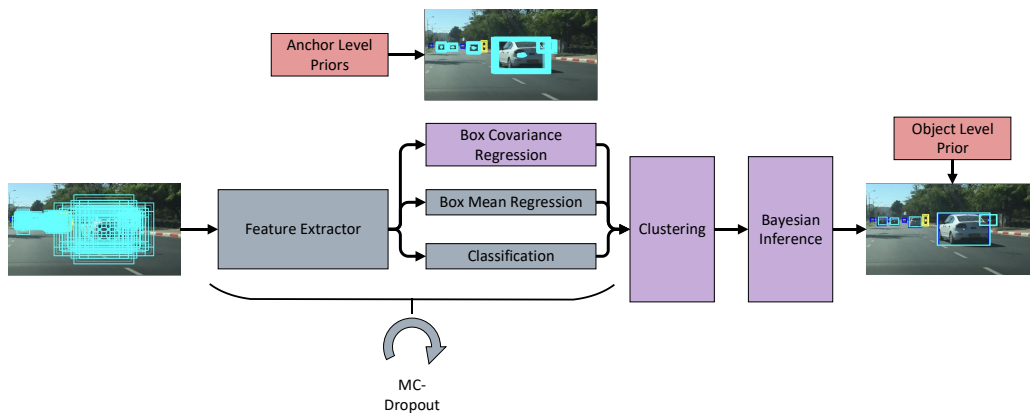 Anchor Level
Priors
Box Covariance
Regression
Object Level
Prior
Feature Extractor
Box Mean Regression
Clustering
Bayesian
Inference
Classification
MC-
Dropout